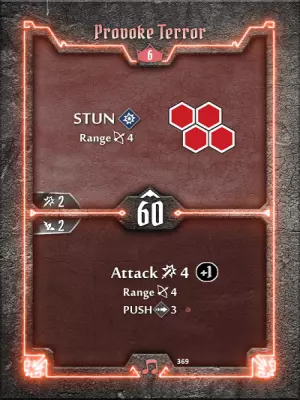 Provoke Terror
6
STUN
Range 4
2
60
2
Attack 4 +1
Range 4
PUSH 3
369